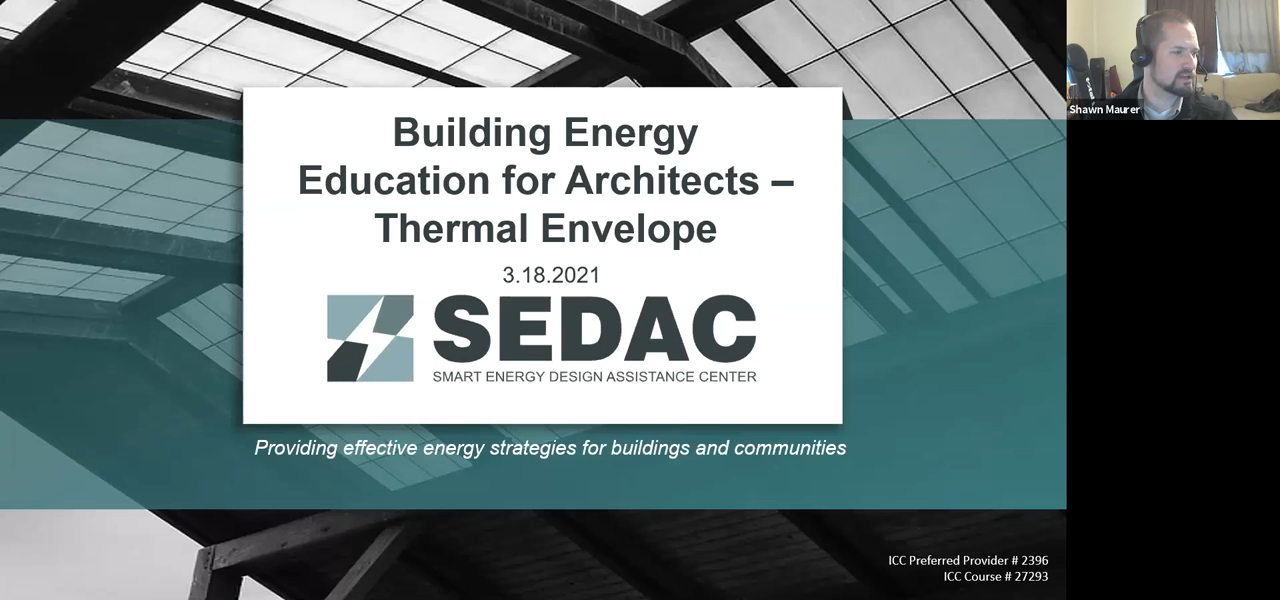 Building Energy
Education for Architects –
Thermal Envelope
3.18.2021
SEDAC
SMART ENERGY DESIGN ASSISTANCE CENTER
Providing effective energy strategies for buildings and communities
ICC Preferred Provider # 2396
ICC Course # 27293
Shawn Maurer